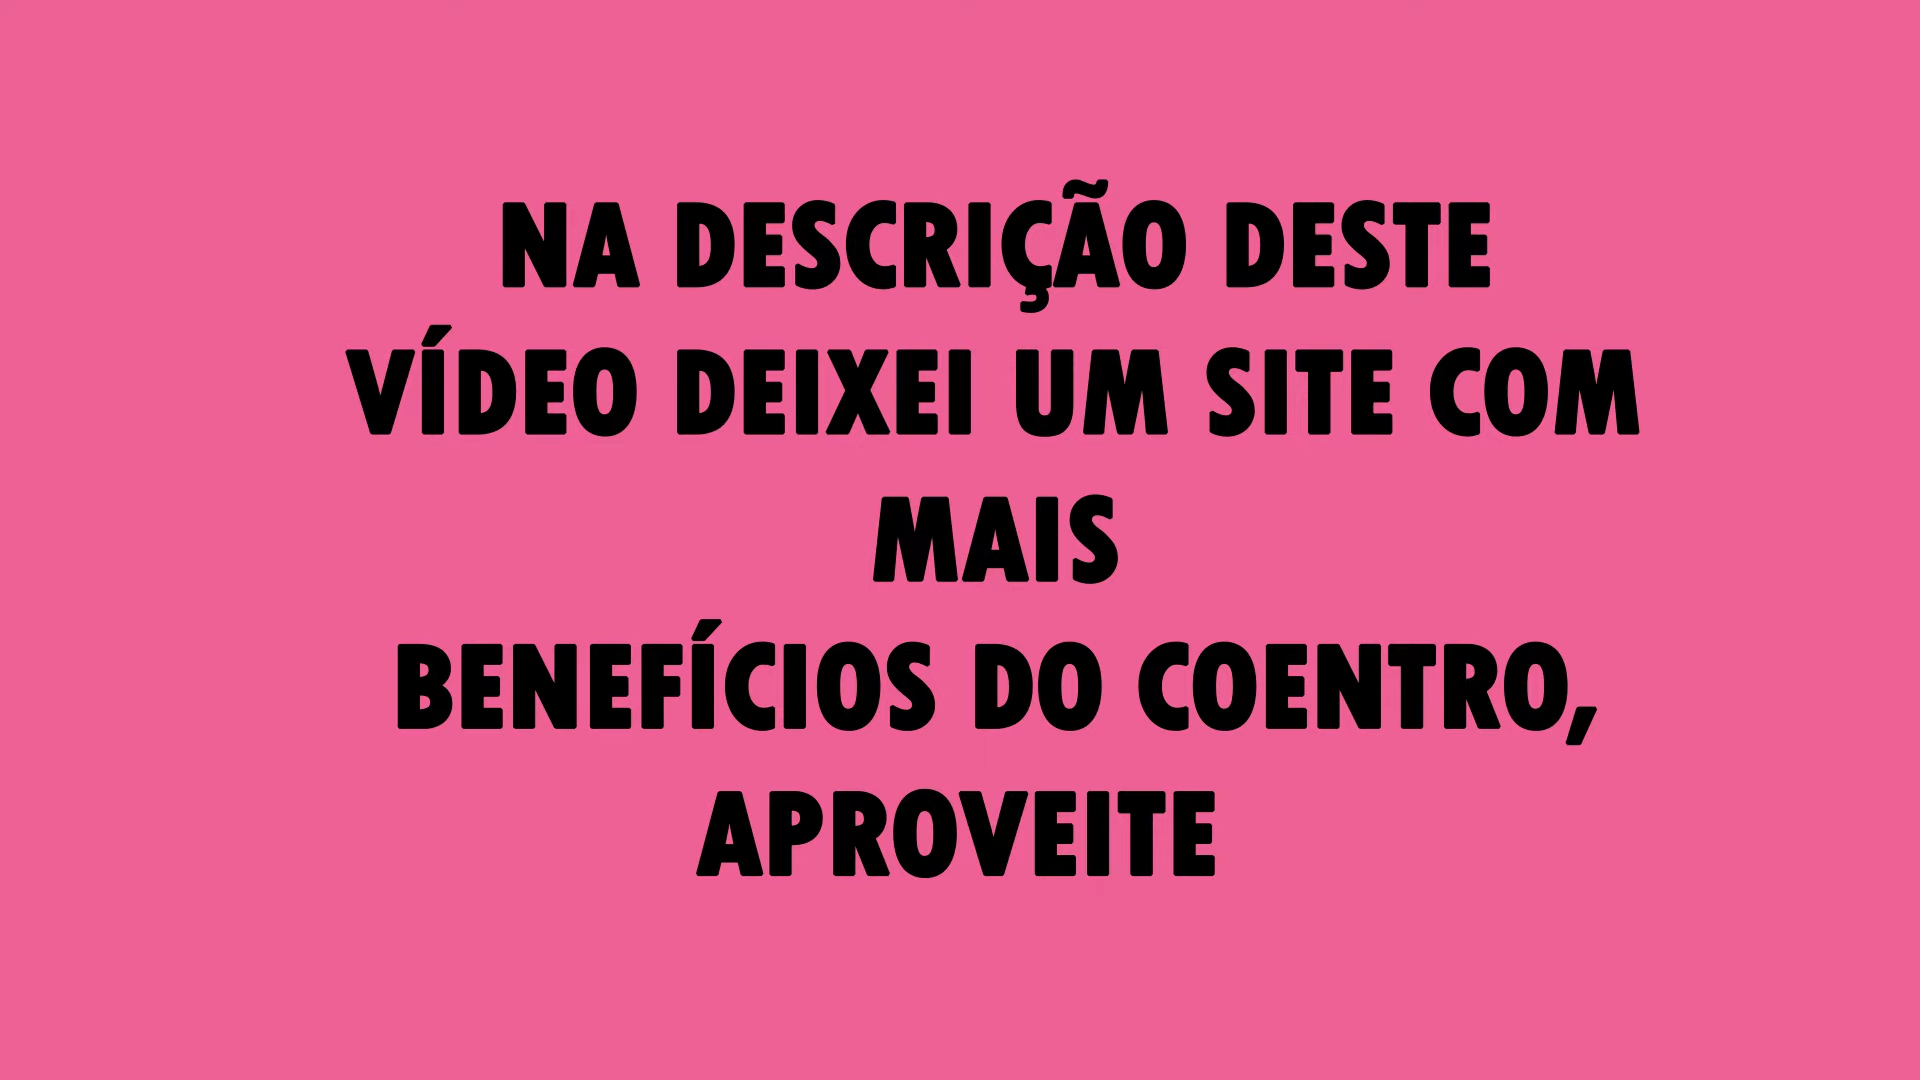 NA DESCRIÇÃO DESTE
VÍDEO DEIXEI UM SITE COM
MAIS
BENEFÍCIOS DO COENTRO,
APROVEITE